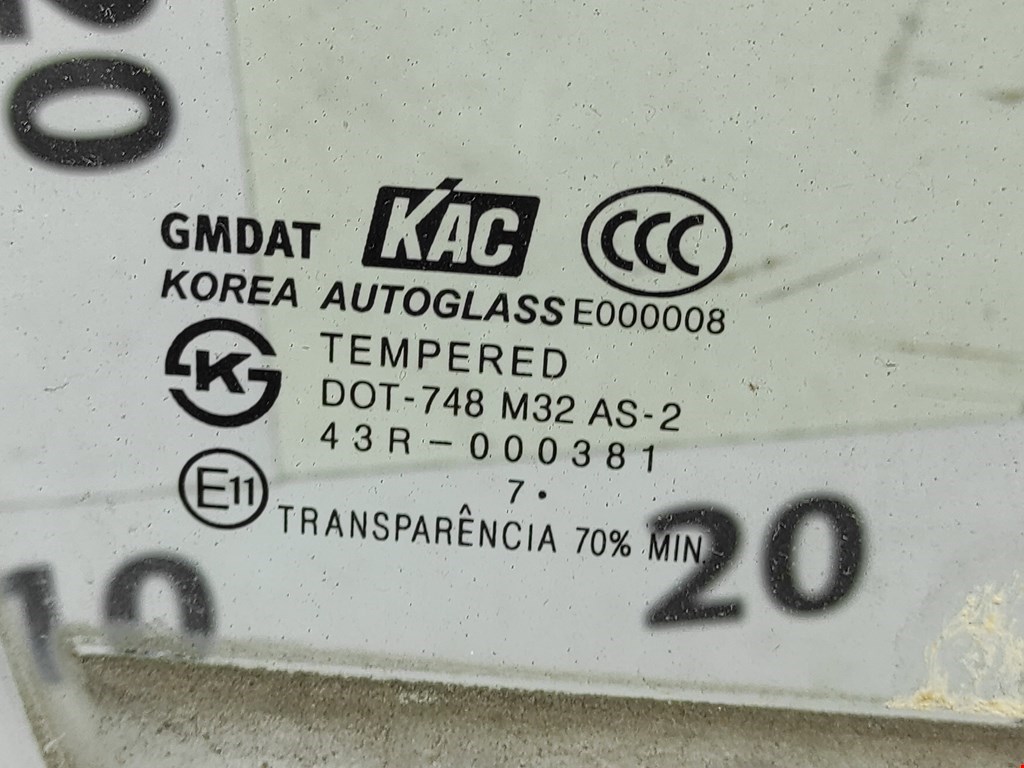 GMDAT KAC CCC
KOREA AUTOGLASS E000008
K TEMPERED
DOT-748 M32 AS-2
43R-000381
7 •
E11 TRANSPARÊNCIA 70% MIN.
10 20
0